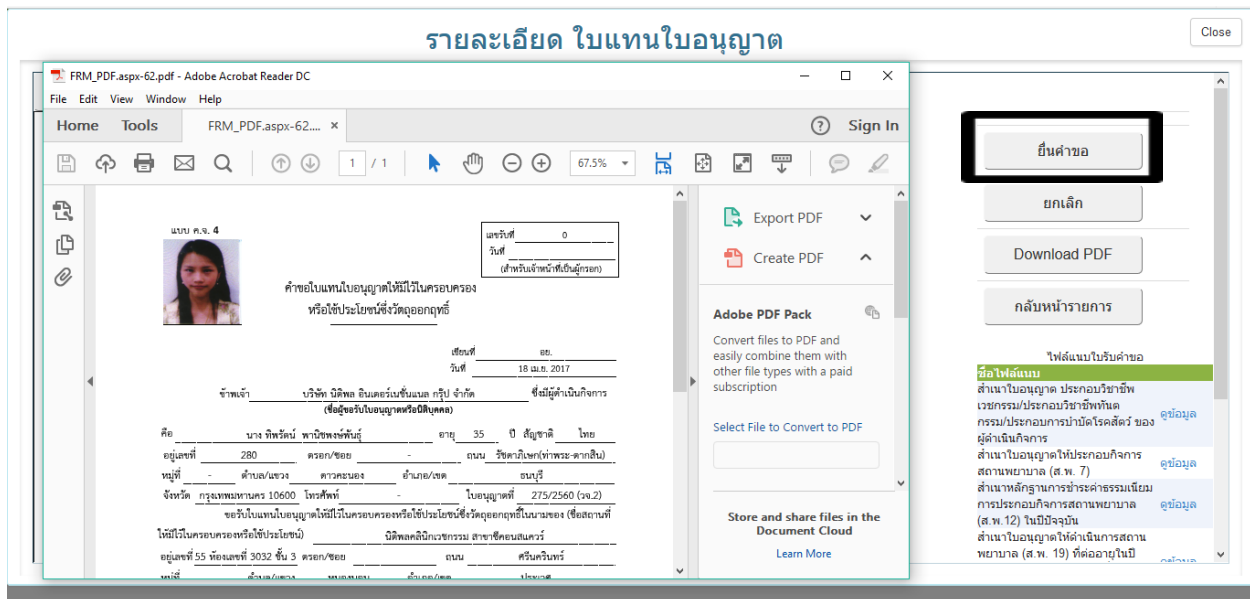 รายละเอียด ใบแทนใบอนุญาต
Close
FRM_PDF.aspx-62.pdf - Adobe Acrobat Reader DC
File Edit View Window Help
Home Tools FRM_PDF.aspx-62.... × Sign In
1 / 1 67.5%
แบบ ค.จ. 4
เลขรับที่ 0
วันที่
(สำหรับเจ้าหน้าที่เป็นผู้กรอก)
คำขอใบแทนใบอนุญาตให้มีไว้ในครอบครอง
หรือใช้ประโยชน์ซึ่งวัตถุออกฤทธิ์
เขียนที่ อย.
วันที่ 18 เม.ย. 2017
ข้าพเจ้า บริษัท นิติพล อินเตอร์เนชั่นแนล กรุ๊ป จำกัด ซึ่งมีผู้ดำเนินกิจการ
(ชื่อผู้ขอรับใบอนุญาตหรือนิติบุคคล)
คือ นาง ทิพรัตน์ พานิชพงษ์พันธุ์ อายุ 35 ปี สัญชาติ ไทย
อยู่เลขที่ 280 ตรอก/ซอย - ถนน รัชดาภิเษก(ท่าพระ-ตากสิน)
หมู่ที่ - ตำบล/แขวง ดาวคะนอง อำเภอ/เขต ธนบุรี
จังหวัด กรุงเทพมหานคร 10600 โทรศัพท์ - ใบอนุญาตที่ 275/2560 (วจ.2)
ขอรับใบแทนใบอนุญาตให้มีไว้ในครอบครองหรือใช้ประโยชน์ซึ่งวัตถุออกฤทธิ์ในนามของ (ชื่อสถานที่
ให้มีไว้ในครอบครองหรือใช้ประโยชน์) นิติพลคลินิกเวชกรรม สาขาซีคอนสแควร์
อยู่เลขที่ 55 ห้องเลขที่ 3032 ชั้น 3 ตรอก/ซอย ถนน ศรีนครินทร์
หมู่ที่ ตำบล/แขวง หนองบอน อำเภอ/เขต ประเวศ
Export PDF
Create PDF
Adobe PDF Pack
Convert files to PDF and
easily combine them with
other file types with a paid
subscription
Select File to Convert to PDF
Store and share files in the
Document Cloud
Learn More
ยื่นคำขอ
ยกเลิก
Download PDF
กลับหน้ารายการ
ไฟล์แนบใบรับคำขอ
ชื่อไฟล์แนบ
สำเนาใบอนุญาต ประกอบวิชาชีพ
เวชกรรม/ประกอบวิชาชีพทันต
กรรม/ประกอบการบำบัดโรคสัตว์ ของ ดูข้อมูล
ผู้ดำเนินกิจการ
สำเนาใบอนุญาตให้ประกอบกิจการ
สถานพยาบาล (ส.พ. 7) ดูข้อมูล
สำเนาหลักฐานการชำระค่าธรรมเนียม
การประกอบกิจการสถานพยาบาล ดูข้อมูล
(ส.พ.12) ในปีปัจจุบัน
สำเนาใบอนุญาตให้ดำเนินการสถาน
พยาบาล (ส.พ. 19) ที่ต่ออายุในปี ดูข้อมูล